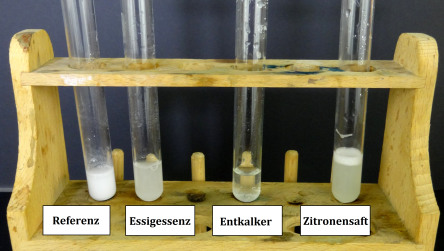 Referenz
Essigessenz
Entkalker
Zitronensaft